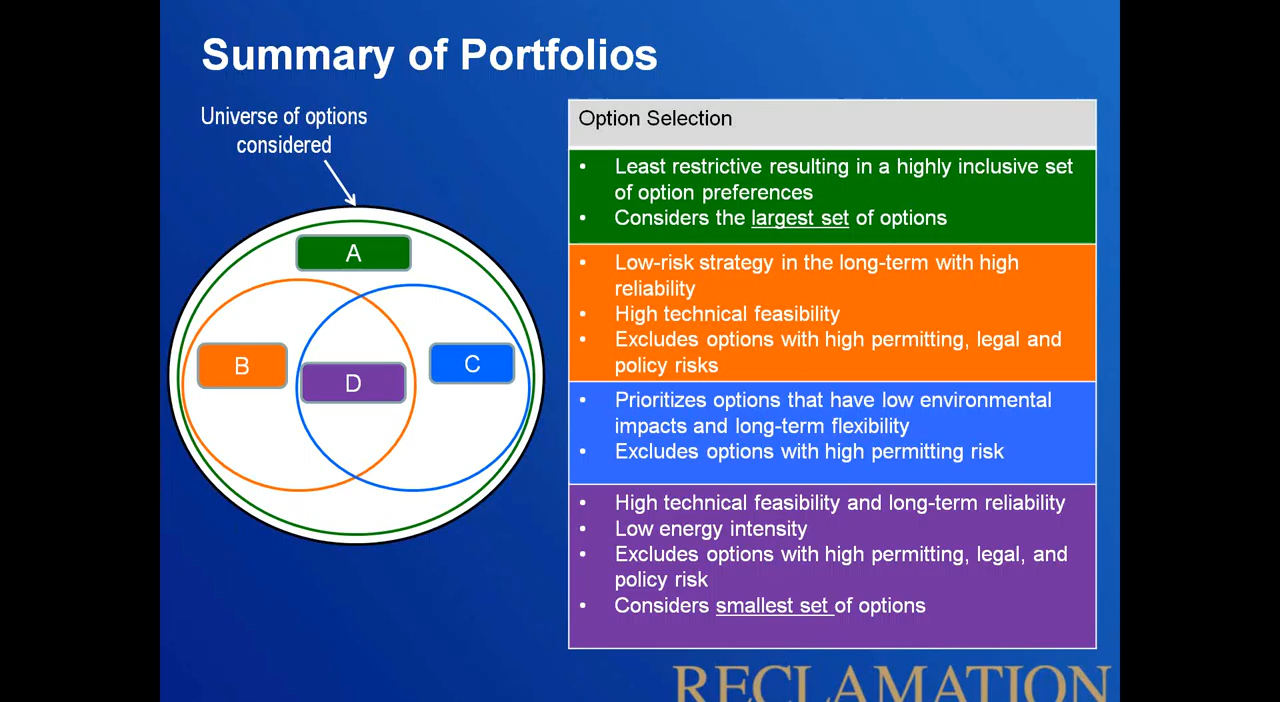 Summary of Portfolios
Universe of options
considered
A
B
C
D
Option Selection
• Least restrictive resulting in a highly inclusive set
of option preferences
• Considers the largest set of options
• Low-risk strategy in the long-term with high
reliability
• High technical feasibility
• Excludes options with high permitting, legal and
policy risks
• Prioritizes options that have low environmental
impacts and long-term flexibility
• Excludes options with high permitting risk
• High technical feasibility and long-term reliability
• Low energy intensity
• Excludes options with high permitting, legal, and
policy risk
• Considers smallest set of options
RECLAMATION